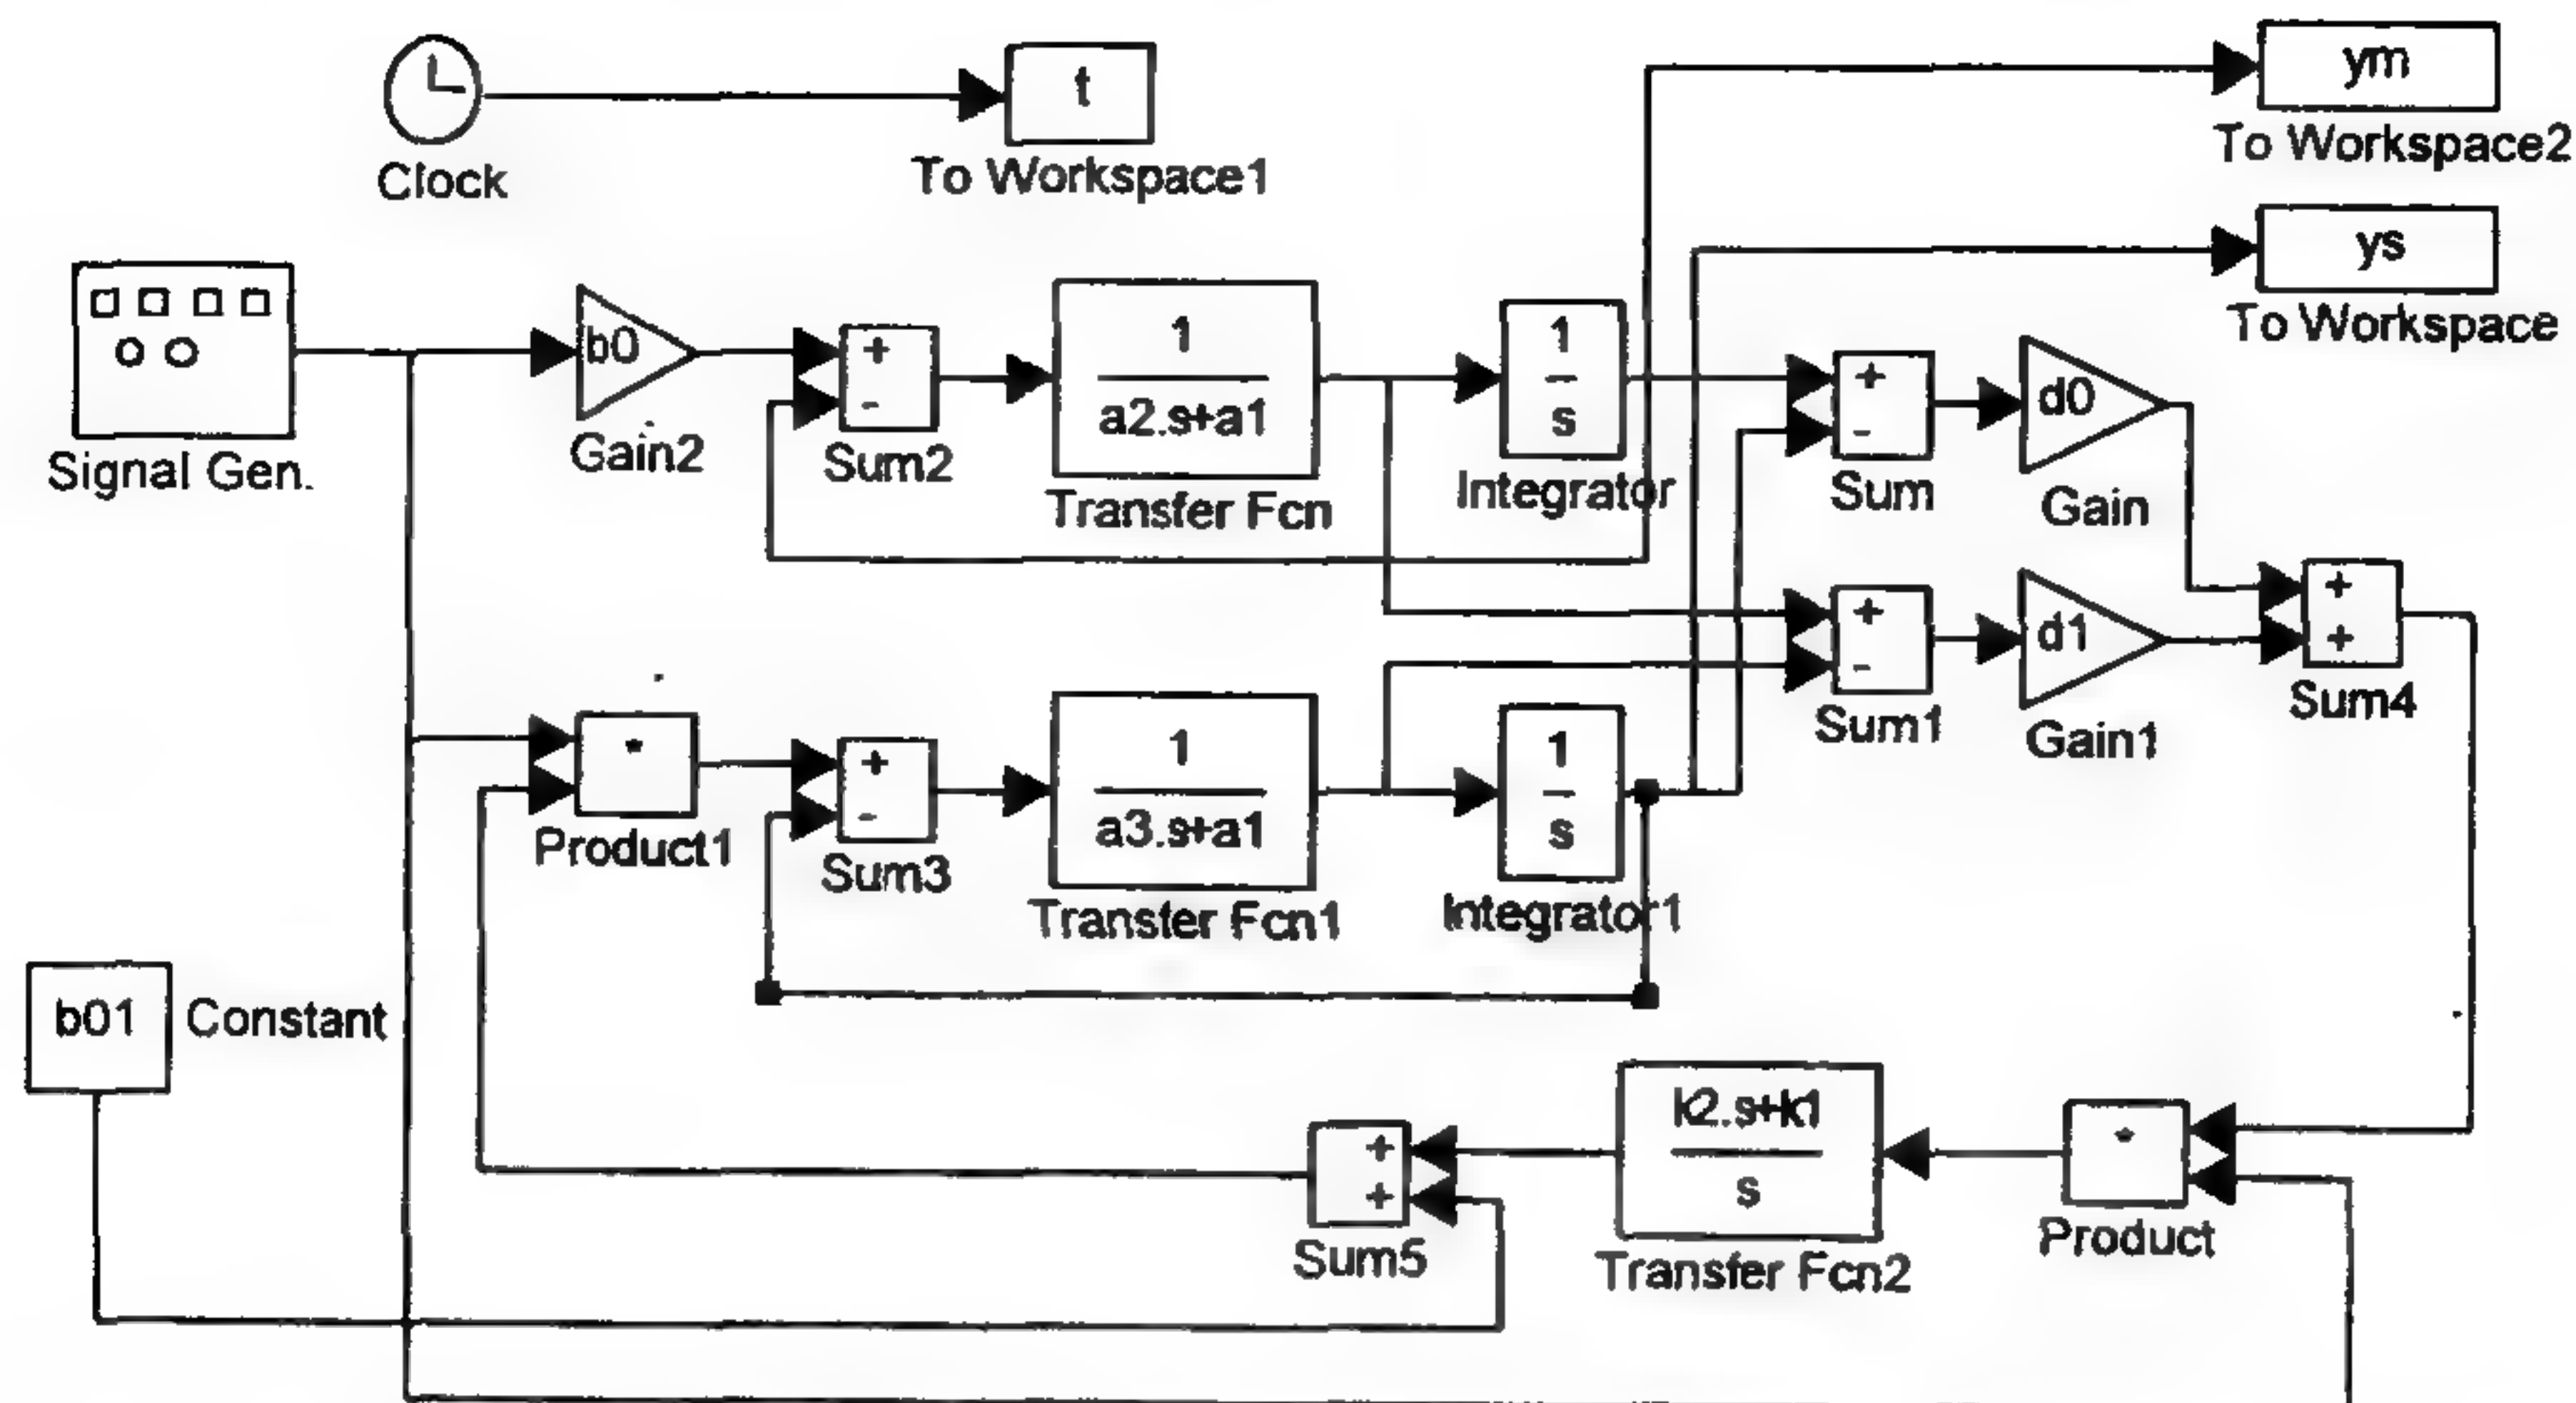 ym
t
To Workspace2
Clock
To Workspace1
ys
To Workspace
b0
+
-
1
a2.s+a1
1
s
+
-
d0
Signal Gen.
Gain2
Sum2
Transfer Fcn
Integrator
Sum
Gain
+
+
Sum4
+
-
d1
Sum1
Gain1
*
Product1
+
-
Sum3
1
a3.s+a1
Transfer Fcn1
1
s
Integrator1
b01
Constant
+
+
Sum5
k2.s+k1
s
Transfer Fcn2
*
Product